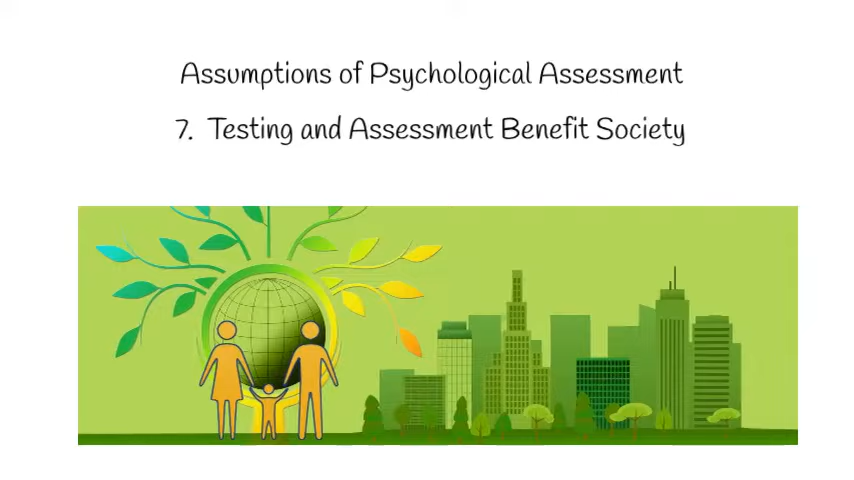 Assumptions of Psychological Assessment
7. Testing and Assessment Benefit Society